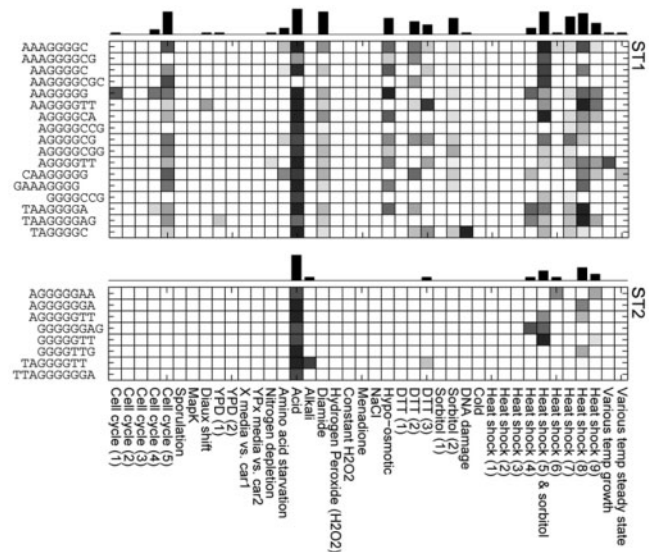 ST1
AAAGGGGC
AAAGGGGCG
AAGGGGC
AAGGGGCGC
AAGGGGG
AAGGGGTT
AGGGGCA
AGGGGCCG
AGGGGCG
AGGGGCGG
AGGGGTT
CAAGGGGG
GAAAGGGG
GGGGCCG
TAAGGGGA
TAAGGGGAG
TAGGGGC
ST2
AGGGGGAA
AGGGGGGA
AGGGGGTT
GGGGGGAG
GGGGGTT
GGGGTTG
TAGGGGTT
TTAGGGGGGA
Cell cycle (1)
Cell cycle (2)
Cell cycle (3)
Cell cycle (4)
Cell cycle (5)
Sporulation
MapK
Diaux shift
YPD (1)
YPD (2)
X media vs. car1
YPx media vs. car2
Nitrogen depletion
Amino acid starvation
Acid
Alkali
Diamide
Hydrogen Peroxide (H2O2)
Constant H2O2
Menadione
NaCl
Hypo-osmotic
DTT (1)
DTT (2)
DTT (3)
Sorbitol (1)
Sorbitol (2)
DNA damage
Cold
Heat shock (1)
Heat shock (2)
Heat shock (3)
Heat shock (4)
Heat shock (5) & sorbitol
Heat shock (6)
Heat shock (7)
Heat shock (8)
Heat shock (9)
Various temp growth
Various temp steady state